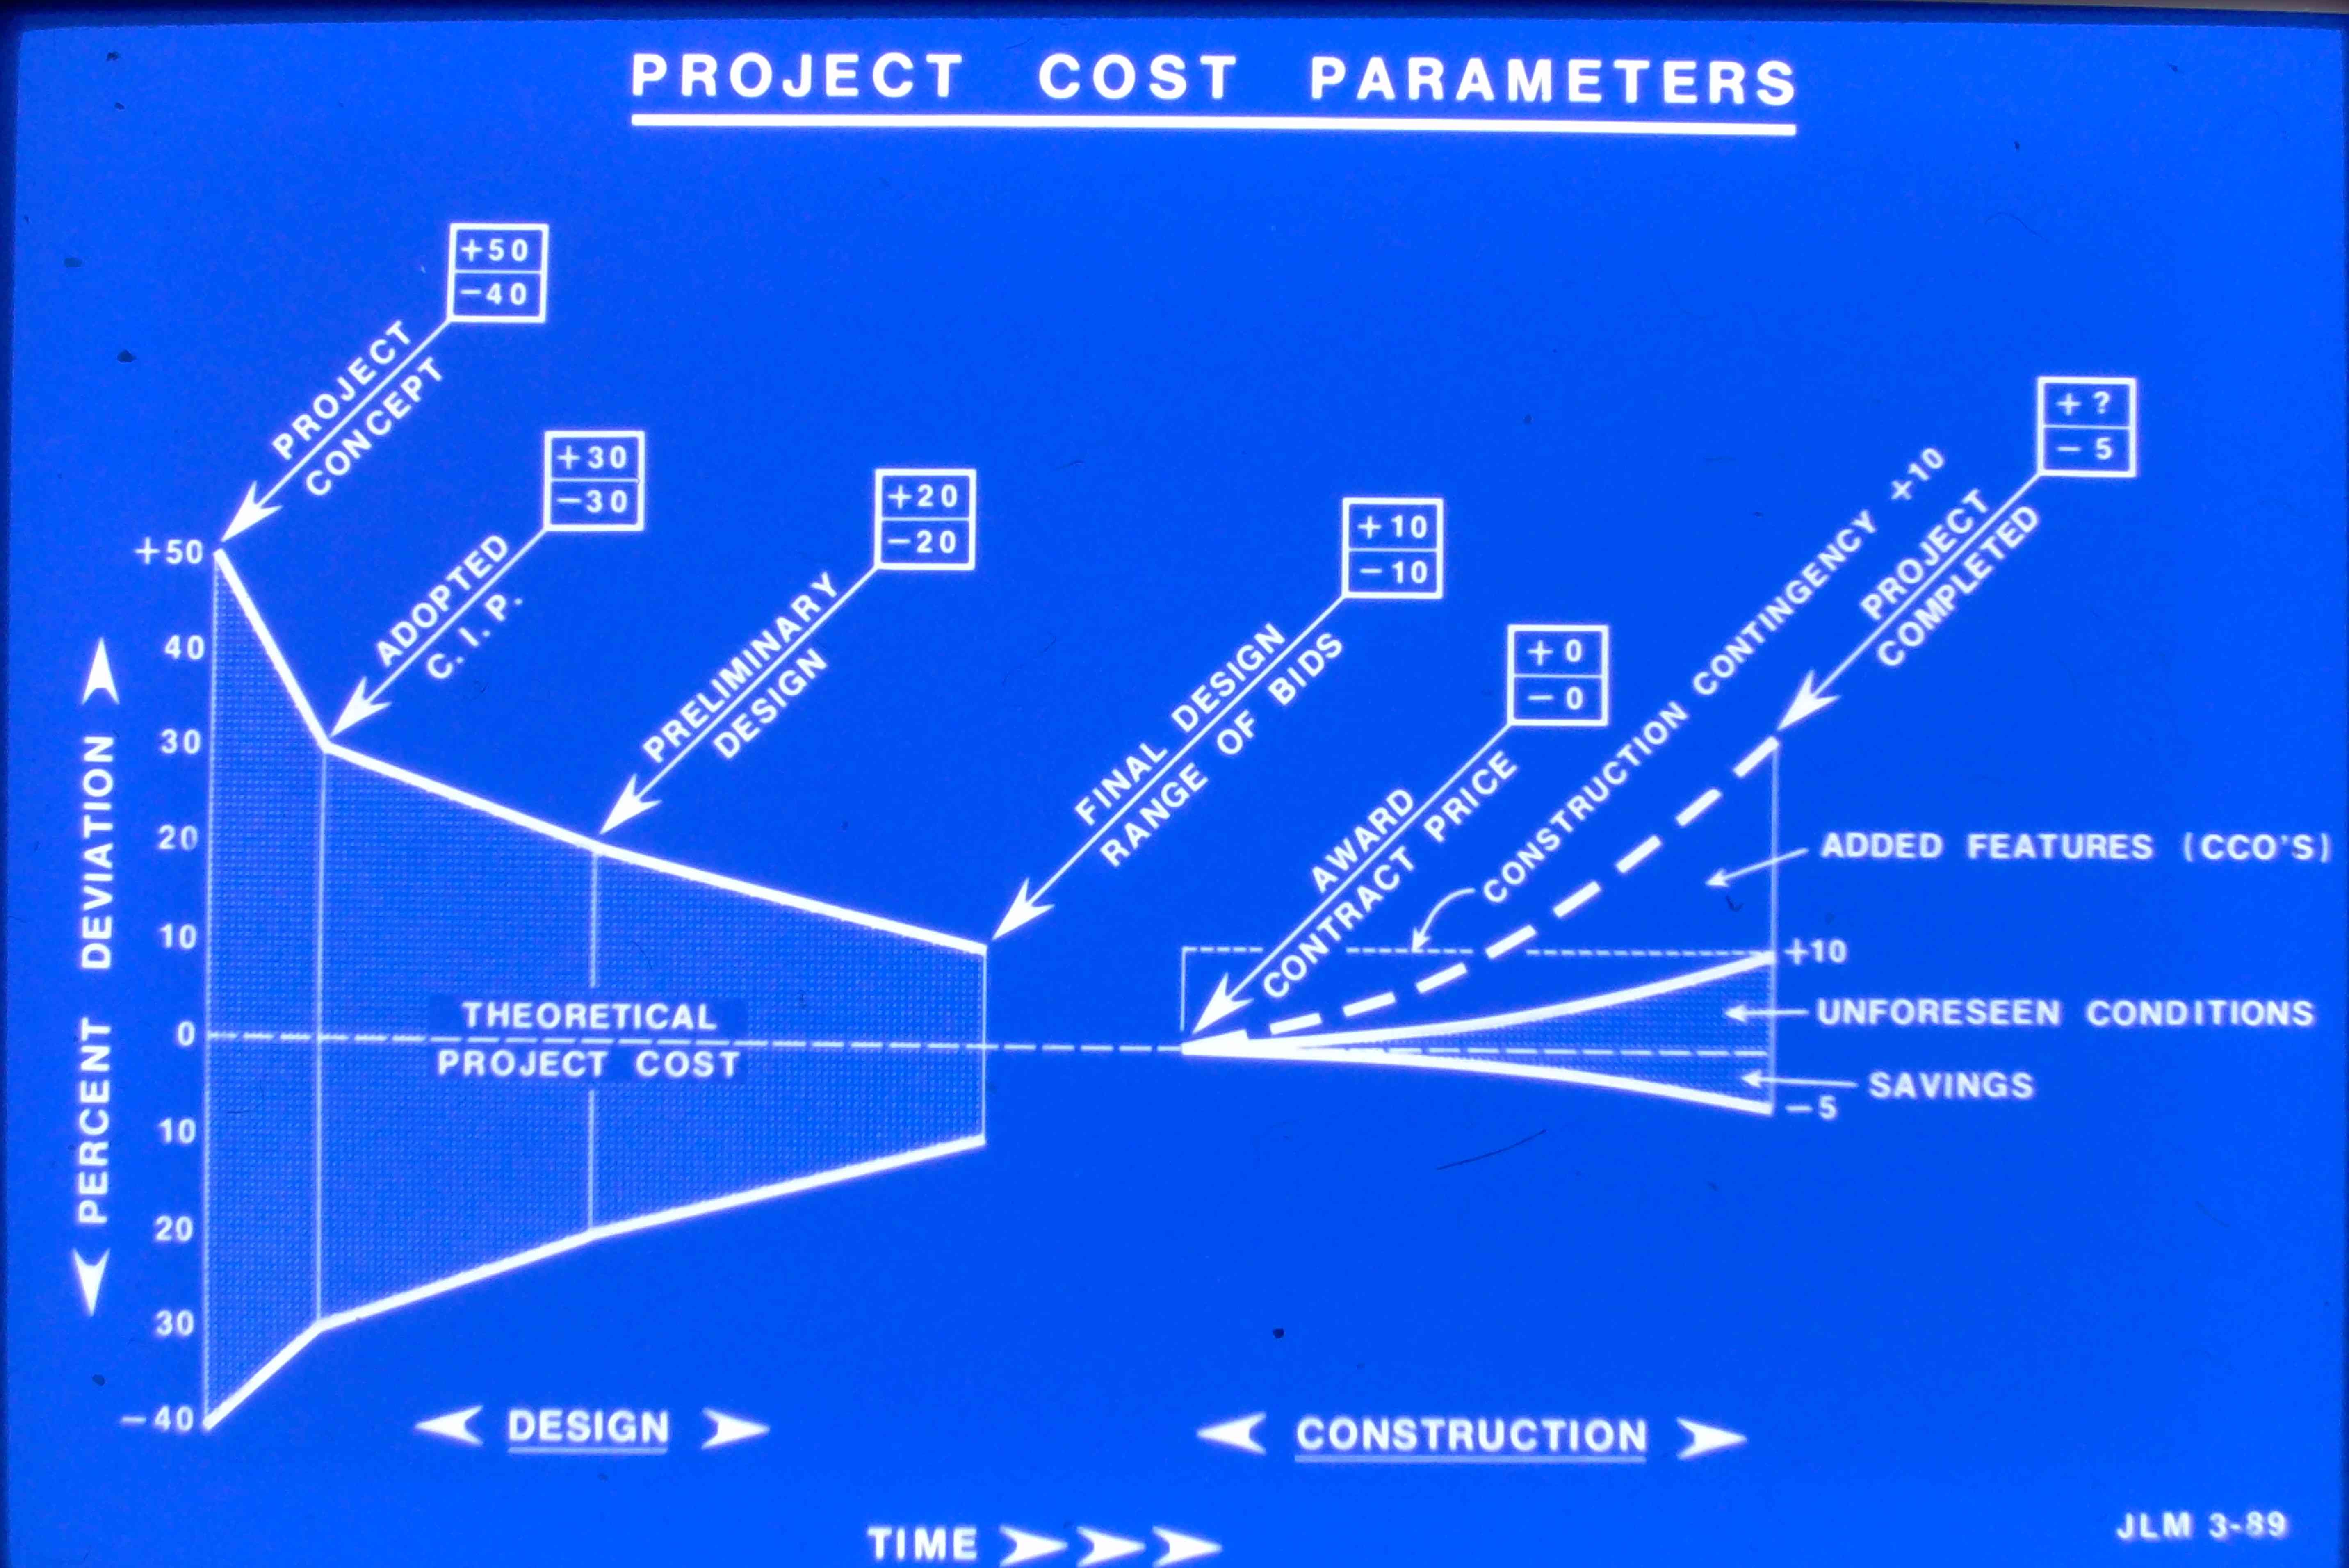 PROJECT COST PARAMETERS
+50
−40
PROJECT
CONCEPT
+30
−30
ADOPTED
C. I. P.
+20
−20
PRELIMINARY
DESIGN
+10
−10
FINAL DESIGN
RANGE OF BIDS
+0
−0
AWARD
CONTRACT PRICE
CONSTRUCTION CONTINGENCY +10
+?
−5
PROJECT
COMPLETED
+50
40
30
20
10
0
10
20
30
−40
PERCENT DEVIATION
THEORETICAL
PROJECT COST
ADDED FEATURES (CCO'S)
+10
UNFORESEEN CONDITIONS
SAVINGS
−5
DESIGN
CONSTRUCTION
TIME
JLM 3-89